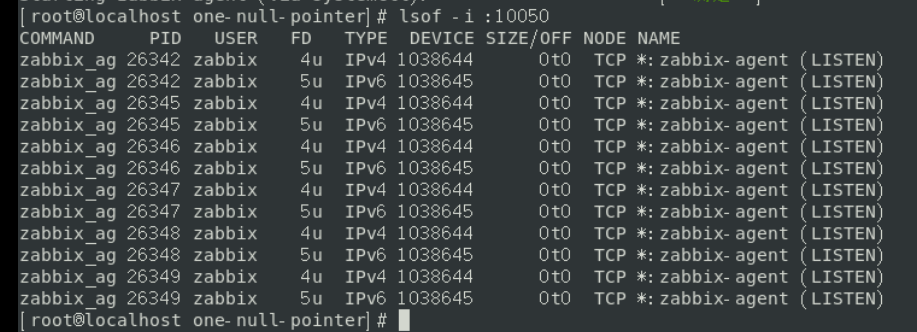 [root@localhost one-null-pointer]# lsof -i :10050
COMMAND PID USER FD TYPE DEVICE SIZE/OFF NODE NAME
zabbix_ag 26342 zabbix 4u IPv4 1038644 0t0 TCP *:zabbix-agent (LISTEN)
zabbix_ag 26342 zabbix 5u IPv6 1038645 0t0 TCP *:zabbix-agent (LISTEN)
zabbix_ag 26345 zabbix 4u IPv4 1038644 0t0 TCP *:zabbix-agent (LISTEN)
zabbix_ag 26345 zabbix 5u IPv6 1038645 0t0 TCP *:zabbix-agent (LISTEN)
zabbix_ag 26346 zabbix 4u IPv4 1038644 0t0 TCP *:zabbix-agent (LISTEN)
zabbix_ag 26346 zabbix 5u IPv6 1038645 0t0 TCP *:zabbix-agent (LISTEN)
zabbix_ag 26347 zabbix 4u IPv4 1038644 0t0 TCP *:zabbix-agent (LISTEN)
zabbix_ag 26347 zabbix 5u IPv6 1038645 0t0 TCP *:zabbix-agent (LISTEN)
zabbix_ag 26348 zabbix 4u IPv4 1038644 0t0 TCP *:zabbix-agent (LISTEN)
zabbix_ag 26348 zabbix 5u IPv6 1038645 0t0 TCP *:zabbix-agent (LISTEN)
zabbix_ag 26349 zabbix 4u IPv4 1038644 0t0 TCP *:zabbix-agent (LISTEN)
zabbix_ag 26349 zabbix 5u IPv6 1038645 0t0 TCP *:zabbix-agent (LISTEN)
[root@localhost one-null-pointer]#